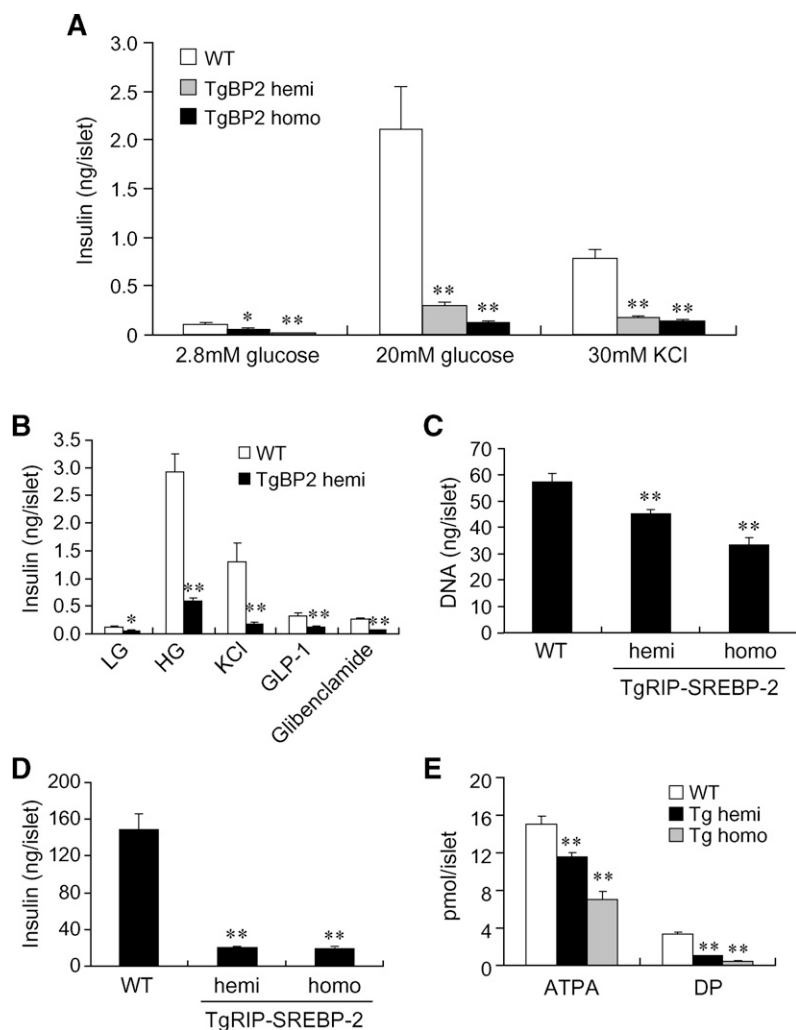 A
WT
TgBP2 hemi
TgBP2 homo
Insulin (ng/islet)
3.0
2.5
2.0
1.5
1.0
0.5
0
* ** ** ** ** **
2.8mM glucose 20mM glucose 30mM KCl
B
WT
TgBP2 hemi
Insulin (ng/islet)
3.5
3.0
2.5
2.0
1.5
1.0
0.5
0.0
* ** ** ** **
LG HG KCl GLP-1 Glibenclamide
C
DNA (ng/islet)
70
60
50
40
30
20
10
0
** **
WT hemi homo
TgRIP-SREBP-2
D
Insulin (ng/islet)
200
160
120
80
40
0
** **
WT hemi homo
TgRIP-SREBP-2
E
WT
Tg hemi
Tg homo
pmol/islet
20
16
12
8
4
0
** ** ** **
ATPA DP